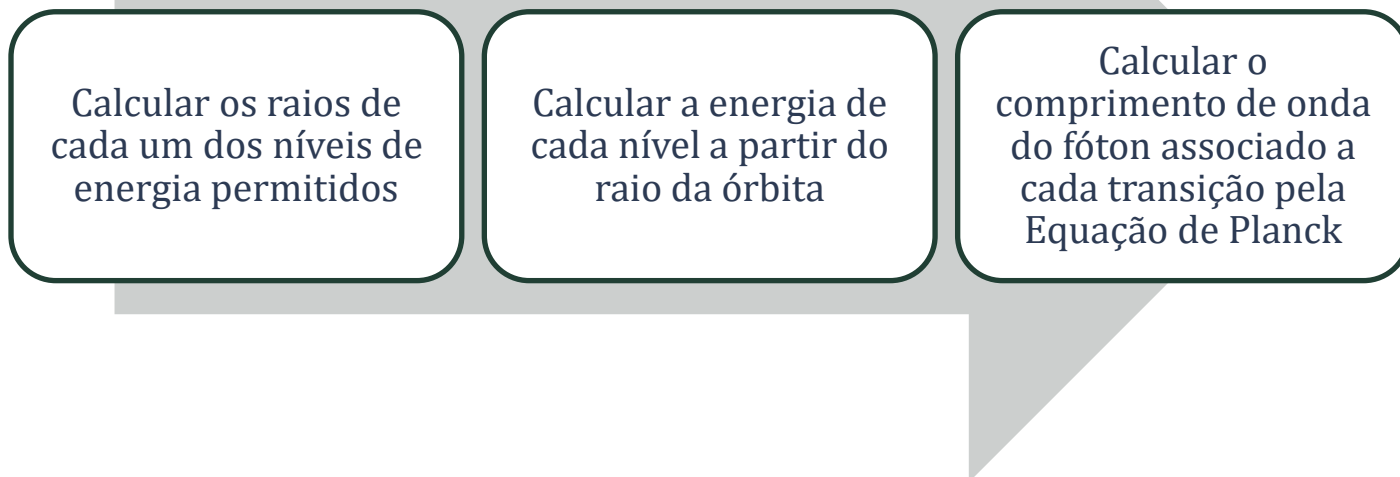 Calcular os raios de
cada um dos níveis de
energia permitidos
Calcular a energia de
cada nível a partir do
raio da órbita
Calcular o
comprimento de onda
do fóton associado a
cada transição pela
Equação de Planck